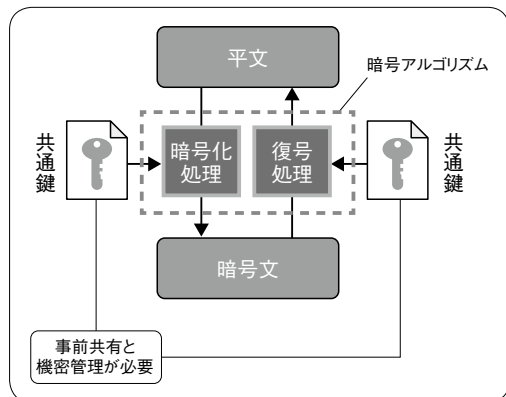 平文
暗号アルゴリズム
共通鍵
暗号化
処理
復号
処理
共通鍵
暗号文
事前共有と
機密管理が必要